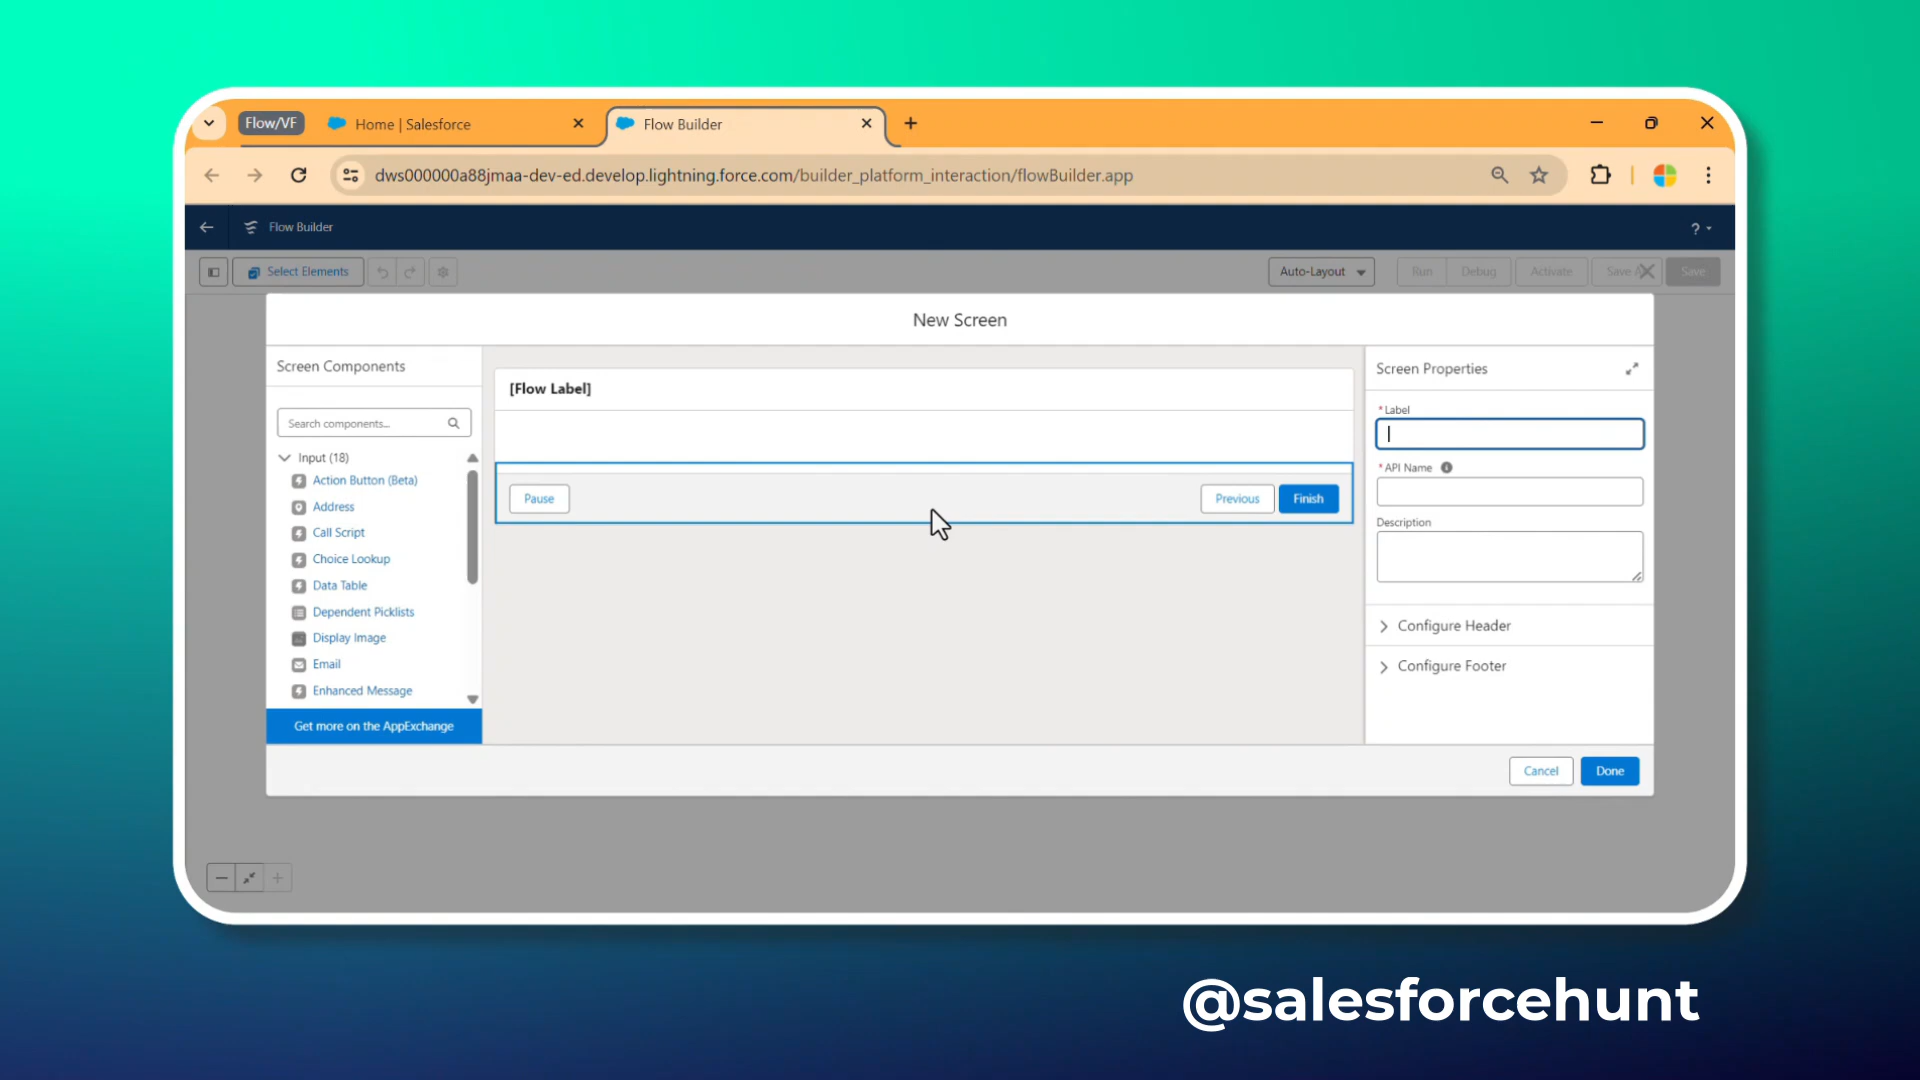 Flow/VF
Home | Salesforce
Flow Builder
dws000000a88jmaa-dev-ed.develop.lightning.force.com/builder_platform_interaction/flowBuilder.app
Flow Builder
?
Select Elements
Auto-Layout
Run
Debug
Activate
Save
New Screen
Screen Components
Search components...
Input (18)
Action Button (Beta)
Address
Call Script
Choice Lookup
Data Table
Dependent Picklists
Display Image
Email
Enhanced Message
Get more on the AppExchange
[Flow Label]
Pause
Previous
Finish
Screen Properties
* Label
* API Name
Description
Configure Header
Configure Footer
Cancel
Done
@salesforcehunt